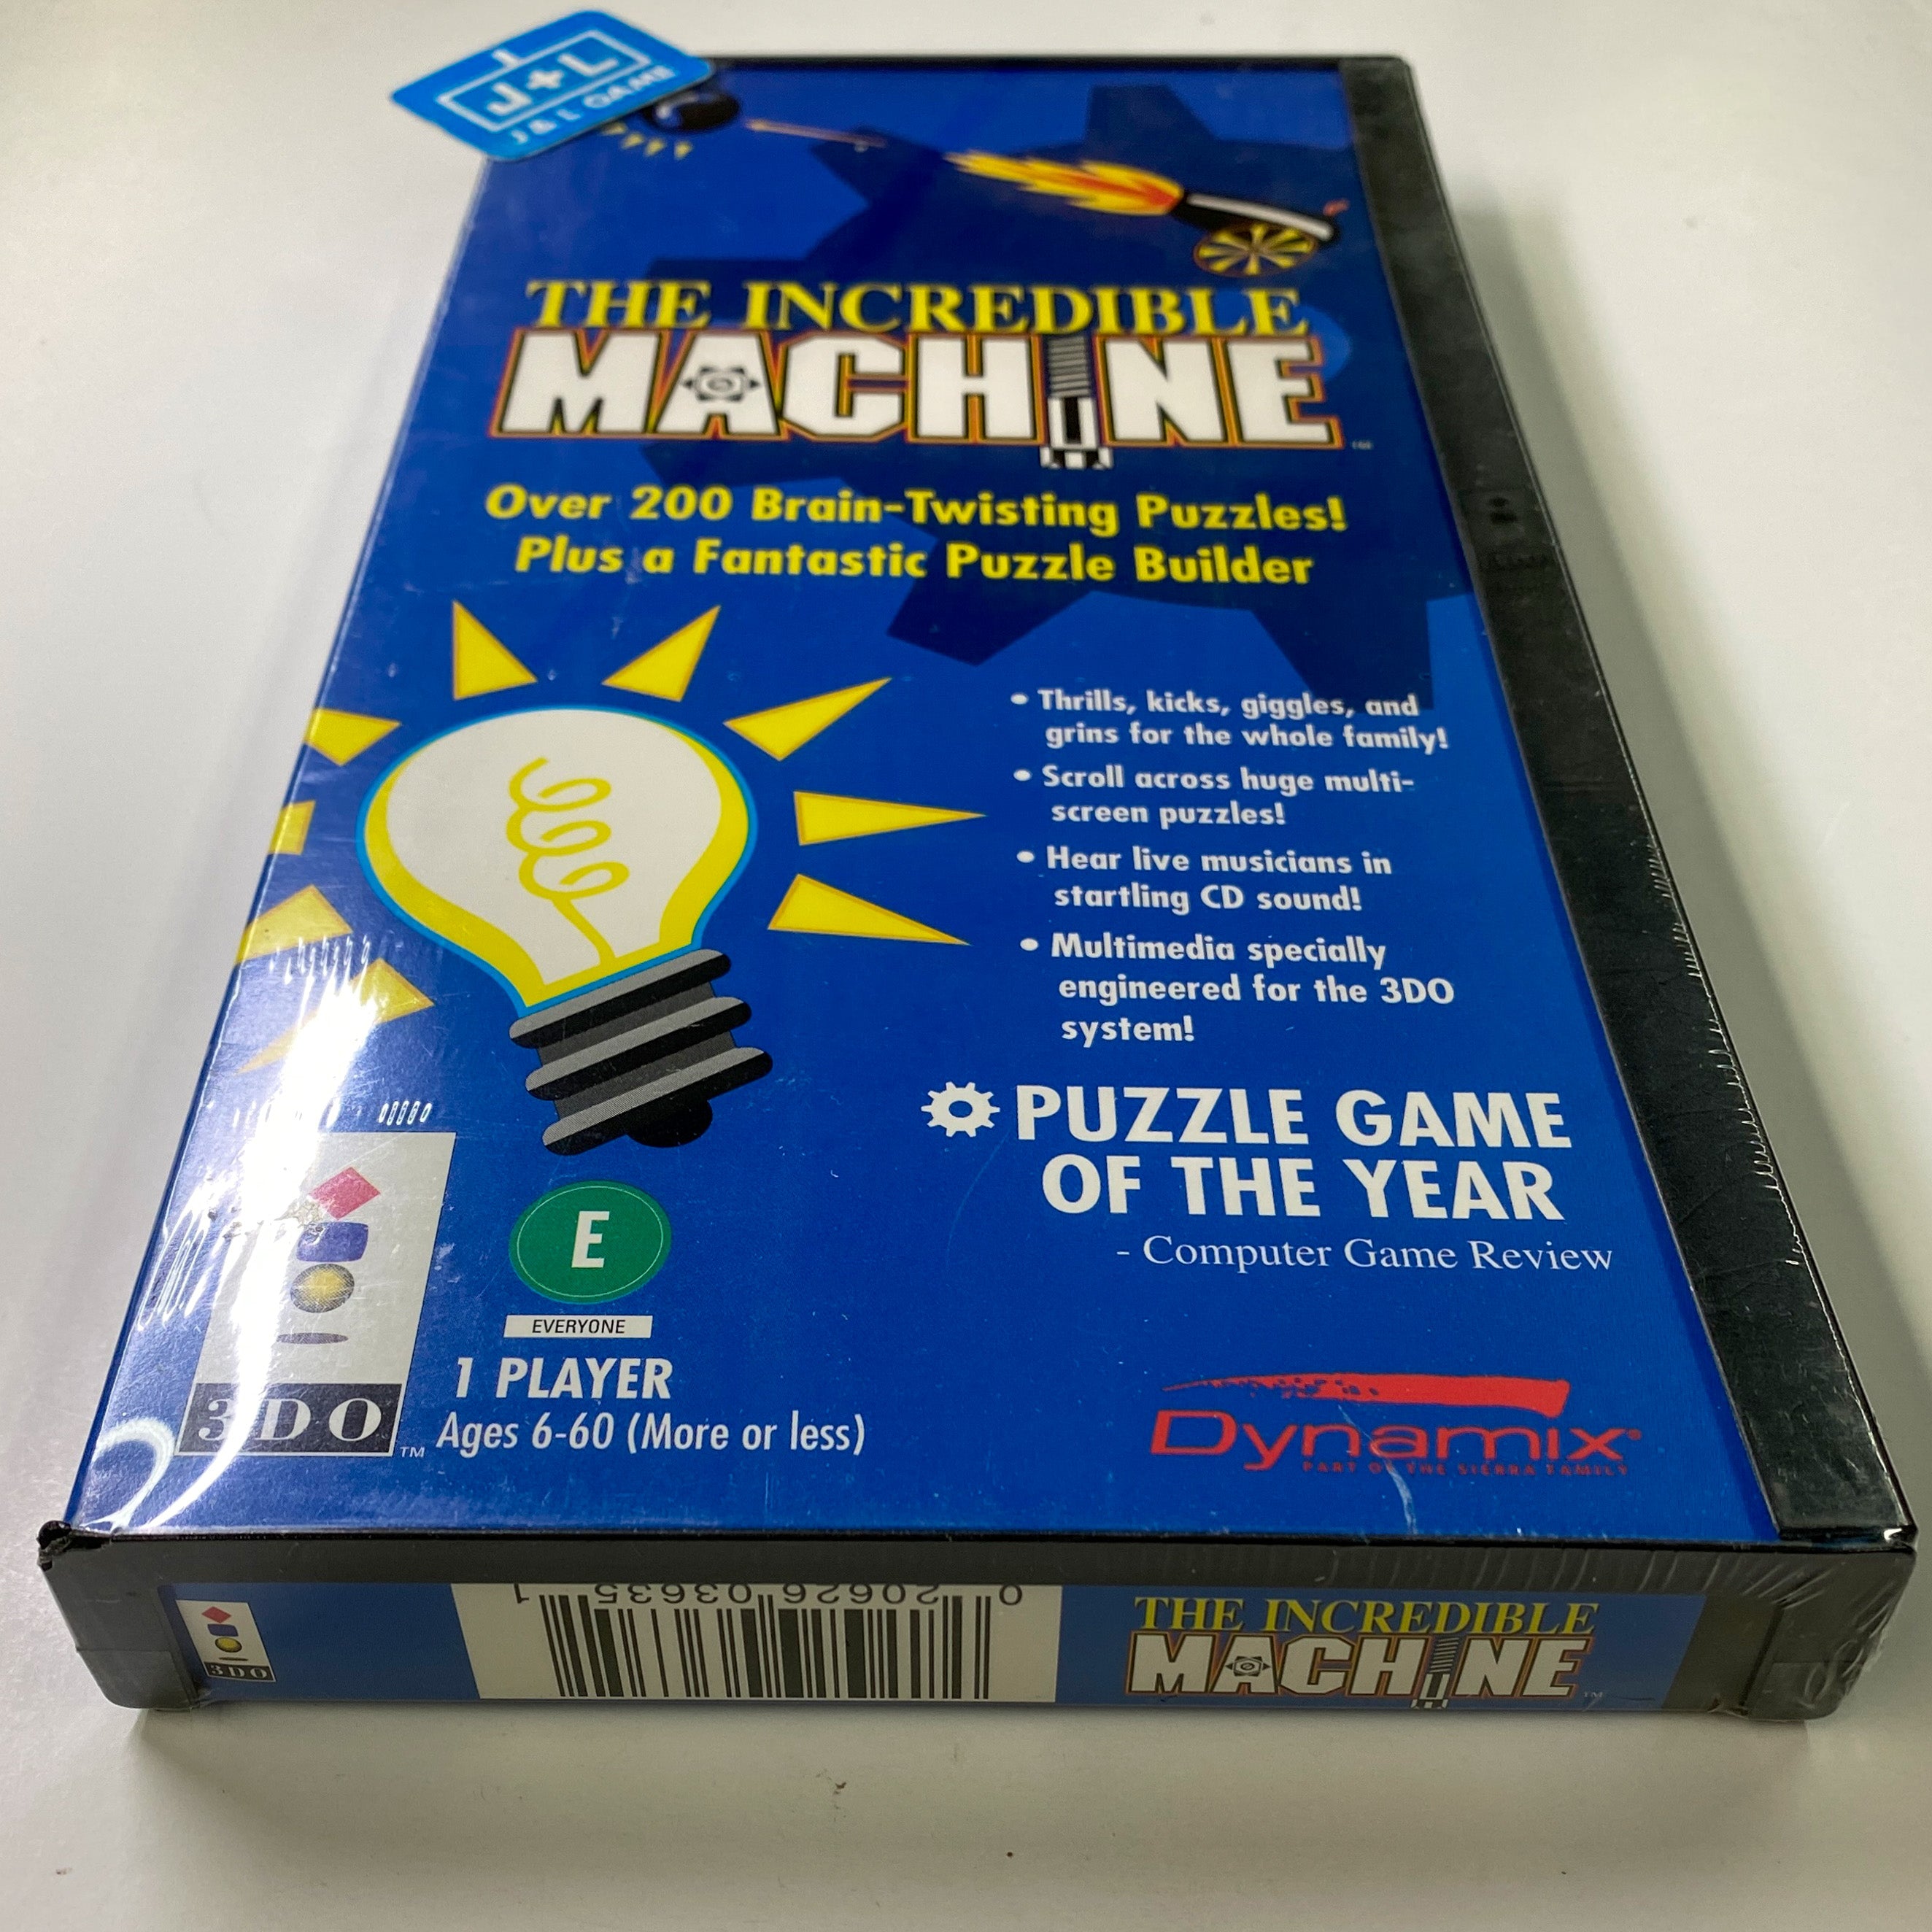 J+L
J & L GAME
THE INCREDIBLE
MACHINE
TM
Over 200 Brain-Twisting Puzzles!
Plus a Fantastic Puzzle Builder
• Thrills, kicks, giggles, and
grins for the whole family!
• Scroll across huge multi-
screen puzzles!
• Hear live musicians in
startling CD sound!
• Multimedia specially
engineered for the 3DO
system!
PUZZLE GAME
OF THE YEAR
- Computer Game Review
E
EVERYONE
1 PLAYER
Ages 6-60 (More or less)
3DO
TM
Dynamix®
PART OF THE SIERRA FAMILY
3DO
0 20626 03635 1
THE INCREDIBLE
MACHINE
TM